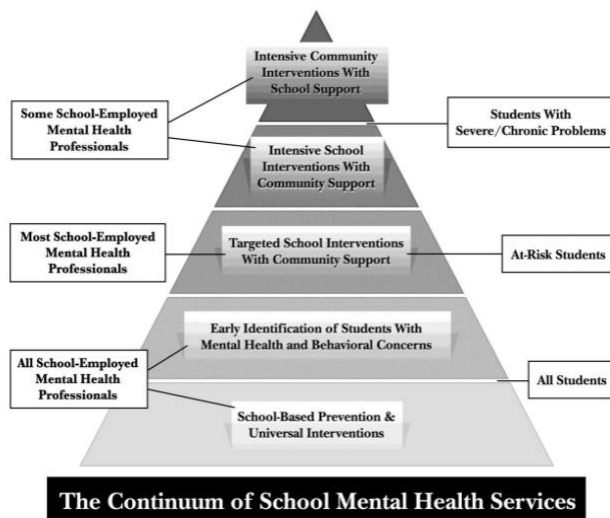 Intensive Community
Interventions With
School Support
Some School-Employed
Mental Health
Professionals
Students With
Severe/Chronic Problems
Intensive School
Interventions With
Community Support
Most School-Employed
Mental Health
Professionals
Targeted School Interventions
With Community Support
At-Risk Students
Early Identification of Students With
Mental Health and Behavioral Concerns
All School-Employed
Mental Health
Professionals
All Students
School-Based Prevention &
Universal Interventions
The Continuum of School Mental Health Services